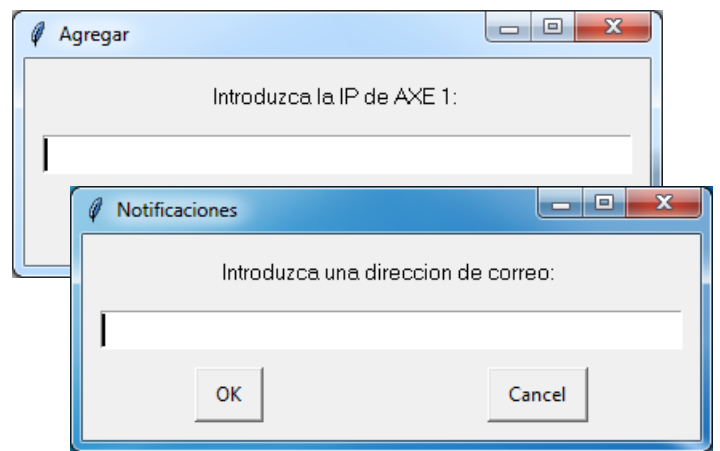 Agregar
Introduzca la IP de AXE 1:
Notificaciones
Introduzca una direccion de correo:
OK
Cancel